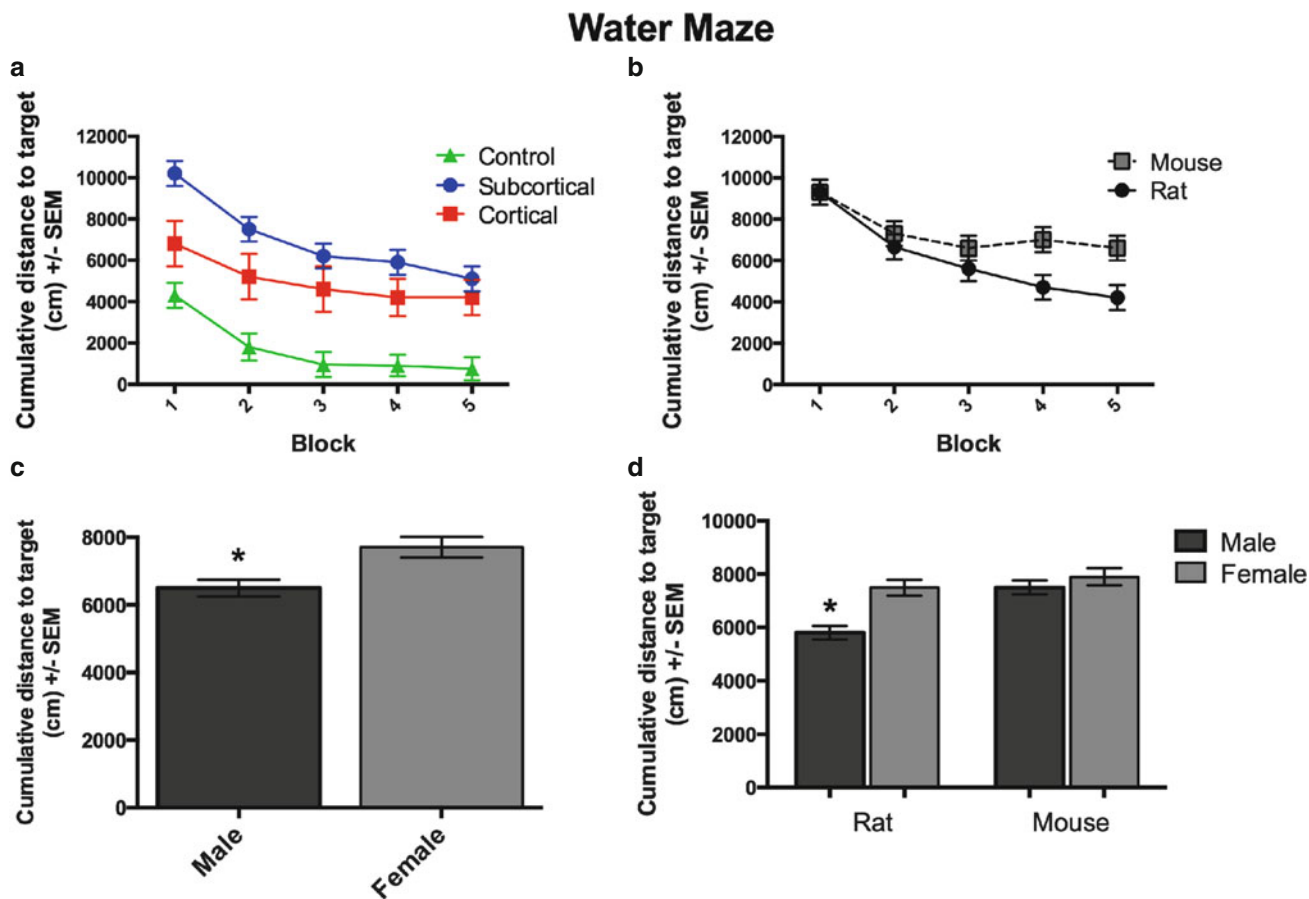 Water Maze
a
Cumulative distance to target
(cm) +/- SEM
12000
10000
8000
6000
4000
2000
0
1
2
3
4
5
Block
Control
Subcortical
Cortical
b
Cumulative distance to target
(cm) +/- SEM
12000
10000
8000
6000
4000
2000
0
1
2
3
4
5
Block
Mouse
Rat
c
Cumulative distance to target
(cm) +/- SEM
8000
6000
4000
2000
0
*
Male
Female
d
Cumulative distance to target
(cm) +/- SEM
10000
8000
6000
4000
2000
0
*
Rat
Mouse
Male
Female